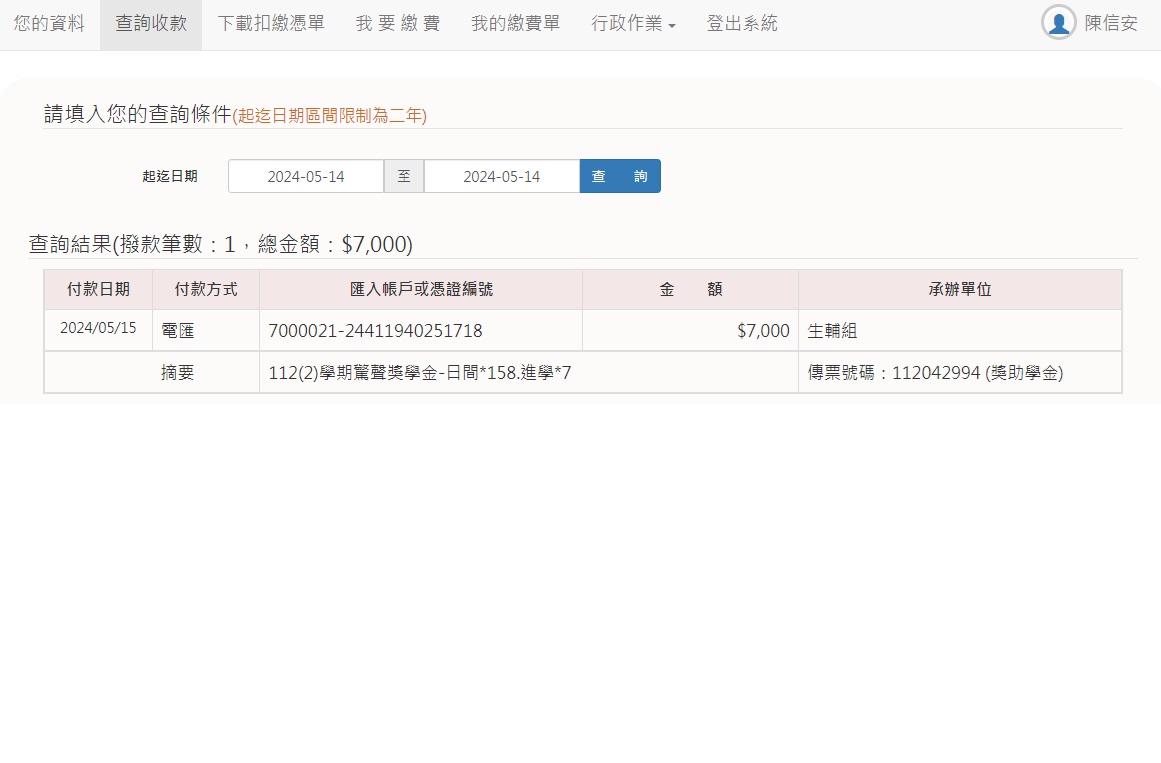 您的資料 查詢收款 下載扣繳憑單 我 要 繳 費 我的繳費單 行政作業 登出系統 陳信安
請填入您的查詢條件(起迄日期區間限制為二年)
起迄日期 2024-05-14 至 2024-05-14 查 詢
查詢結果(撥款筆數：1，總金額：$7,000)
付款日期 付款方式 匯入帳戶或憑證編號 金 額 承辦單位
2024/05/15 電匯 7000021-24411940251718 $7,000 生輔組
摘要 112(2)學期驚聲獎學金-日間*158.進學*7 傳票號碼：112042994 (獎助學金)